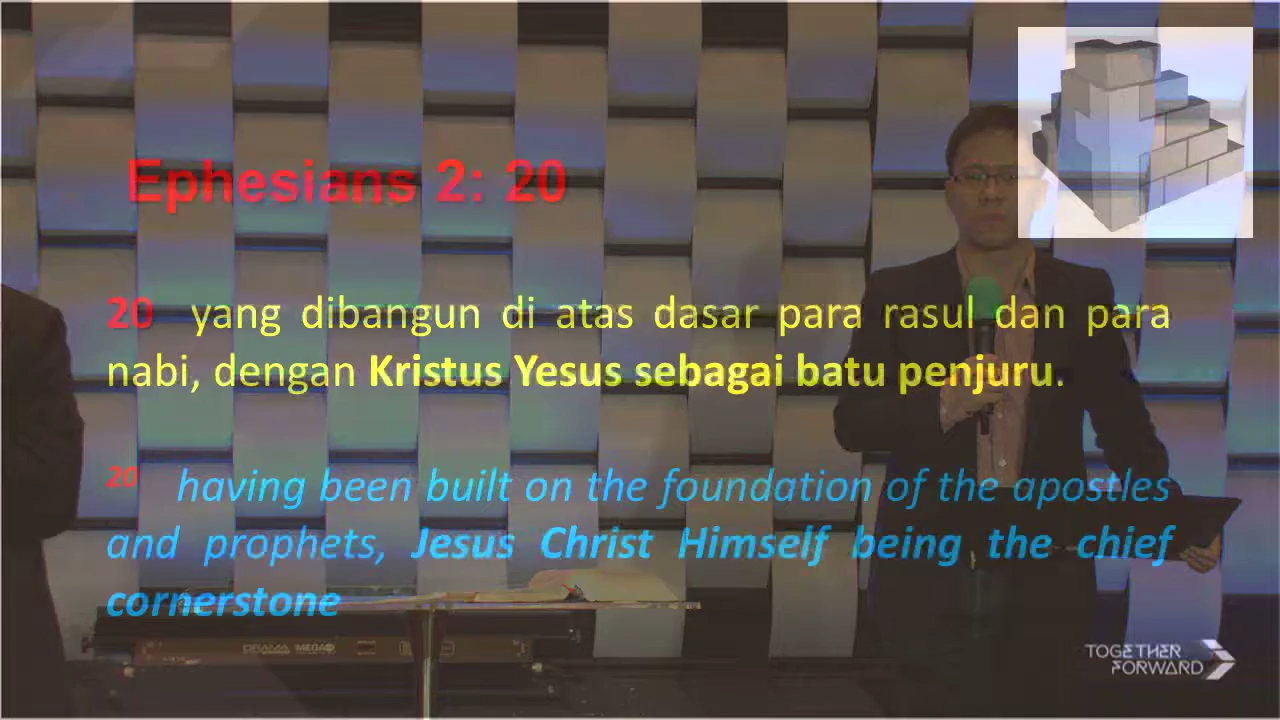 Ephesians 2: 20
20 yang dibangun di atas dasar para rasul dan para
nabi, dengan Kristus Yesus sebagai batu penjuru.
20 having been built on the foundation of the apostles
and prophets, Jesus Christ Himself being the chief
cornerstone
DRAMA MEGA
TOGETHER
FORWARD